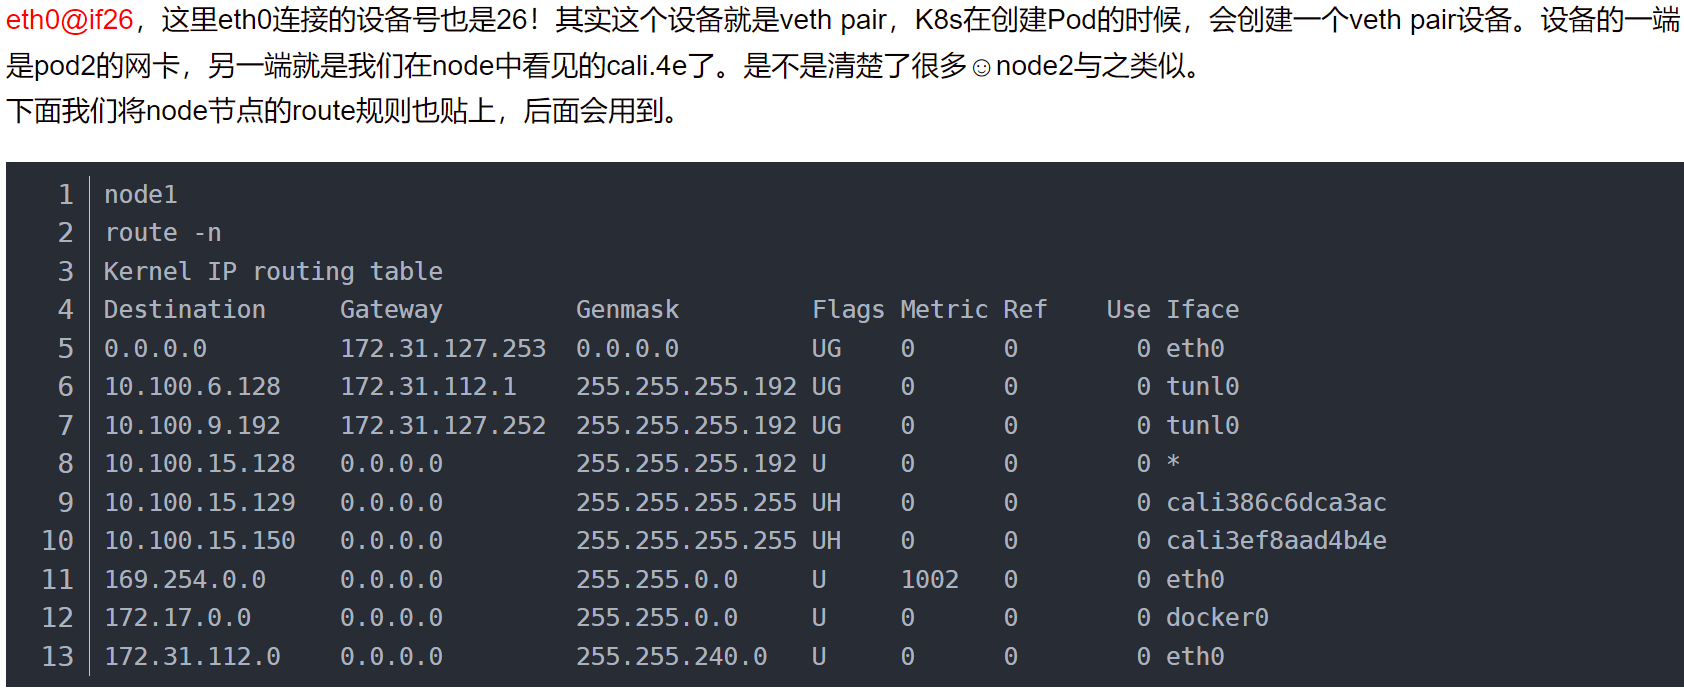 eth0@if26，这里eth0连接的设备号也是26！其实这个设备就是veth pair，K8s在创建Pod的时候，会创建一个veth pair设备。设备的一端
是pod2的网卡，另一端就是我们在node中看见的cali.4e了。是不是清楚了很多☺node2与之类似。
下面我们将node节点的route规则也贴上，后面会用到。
1 node1
2 route -n
3 Kernel IP routing table
4 Destination     Gateway         Genmask         Flags Metric Ref    Use Iface
5 0.0.0.0         172.31.127.253  0.0.0.0         UG    0      0        0 eth0
6 10.100.6.128    172.31.112.1    255.255.255.192 UG    0      0        0 tunl0
7 10.100.9.192    172.31.127.252  255.255.255.192 UG    0      0        0 tunl0
8 10.100.15.128   0.0.0.0         255.255.255.192 U     0      0        0 *
9 10.100.15.129   0.0.0.0         255.255.255.255 UH    0      0        0 cali386c6dca3ac
10 10.100.15.150   0.0.0.0         255.255.255.255 UH    0      0        0 cali3ef8aad4b4e
11 169.254.0.0     0.0.0.0         255.255.0.0     U     1002   0        0 eth0
12 172.17.0.0      0.0.0.0         255.255.0.0     U     0      0        0 docker0
13 172.31.112.0    0.0.0.0         255.255.240.0   U     0      0        0 eth0